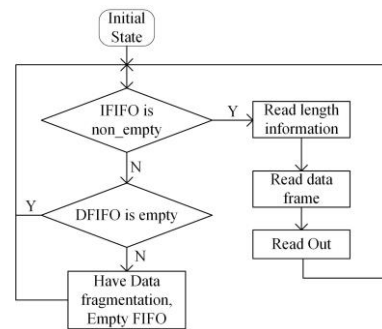 Initial
State
IFIFO is
non_empty
Y
Read length
information
N
Read data
frame
Y
DFIFO is empty
Read Out
N
Have Data
fragmentation,
Empty FIFO